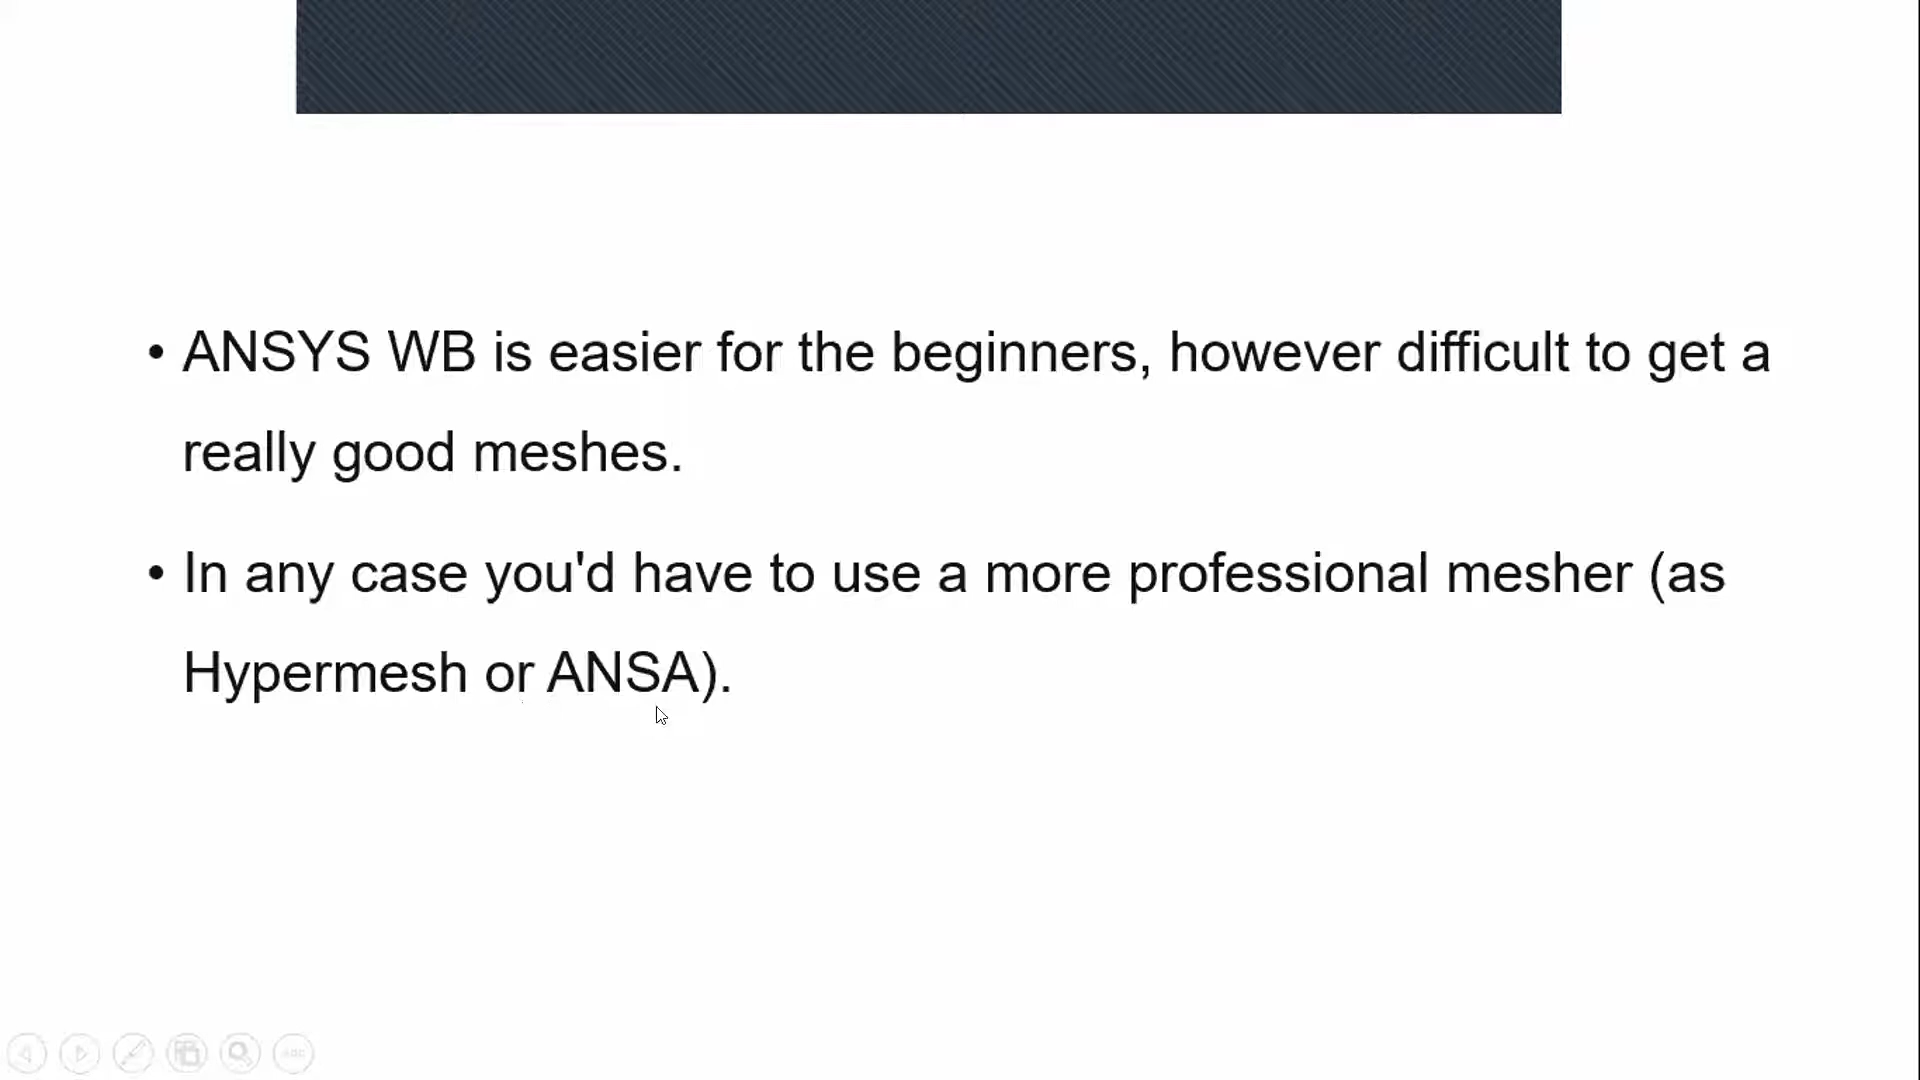 • ANSYS WB is easier for the beginners, however difficult to get a
really good meshes.
• In any case you'd have to use a more professional mesher (as
Hypermesh or ANSA).
ABC